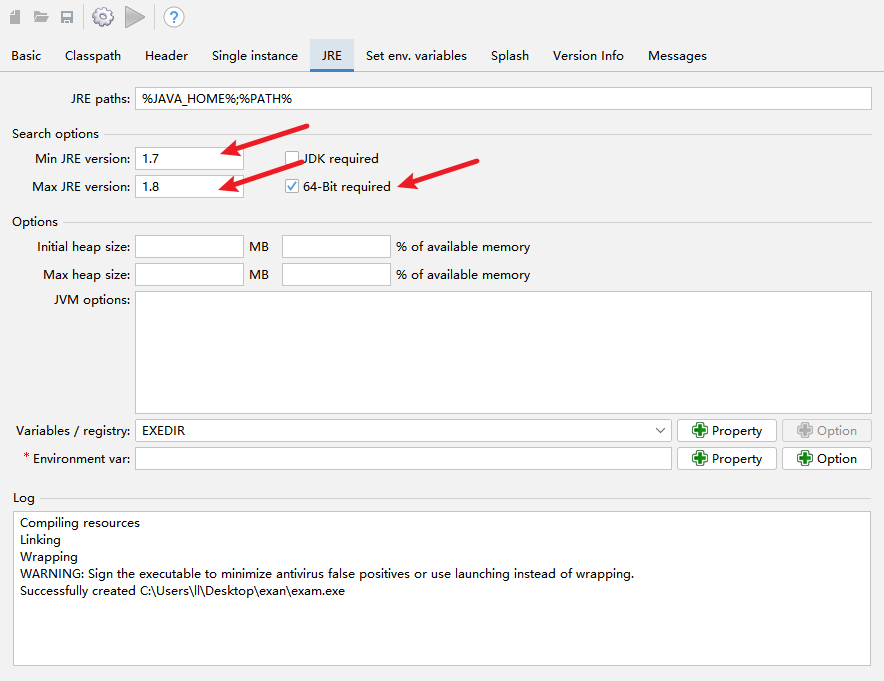 ?
Basic Classpath Header Single instance JRE Set env. variables Splash Version Info Messages
JRE paths: %JAVA_HOME%;%PATH%
Search options
Min JRE version: 1.7 JDK required
Max JRE version: 1.8 64-Bit required
Options
Initial heap size: MB % of available memory
Max heap size: MB % of available memory
JVM options:
Variables / registry: EXEDIR Property Option
* Environment var: Property Option
Log
Compiling resources
Linking
Wrapping
WARNING: Sign the executable to minimize antivirus false positives or use launching instead of wrapping.
Successfully created C:\Users\ll\Desktop\exan\exam.exe